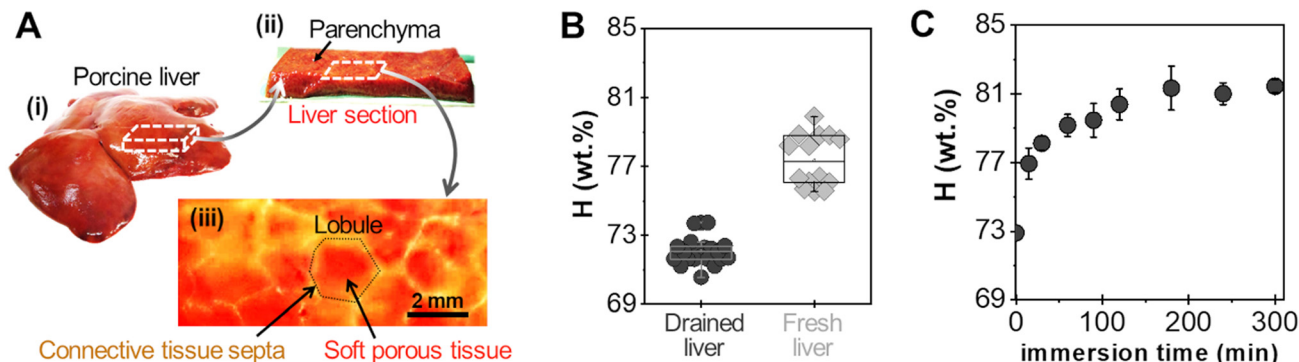 A
(i)
Porcine liver
(ii)
Parenchyma
Liver section
(iii)
Lobule
2 mm
Connective tissue septa
Soft porous tissue
B
H (wt.%)
85
81
77
73
69
Drained
liver
Fresh
liver
C
H (wt.%)
85
81
77
73
69
0
100
200
300
immersion time (min)